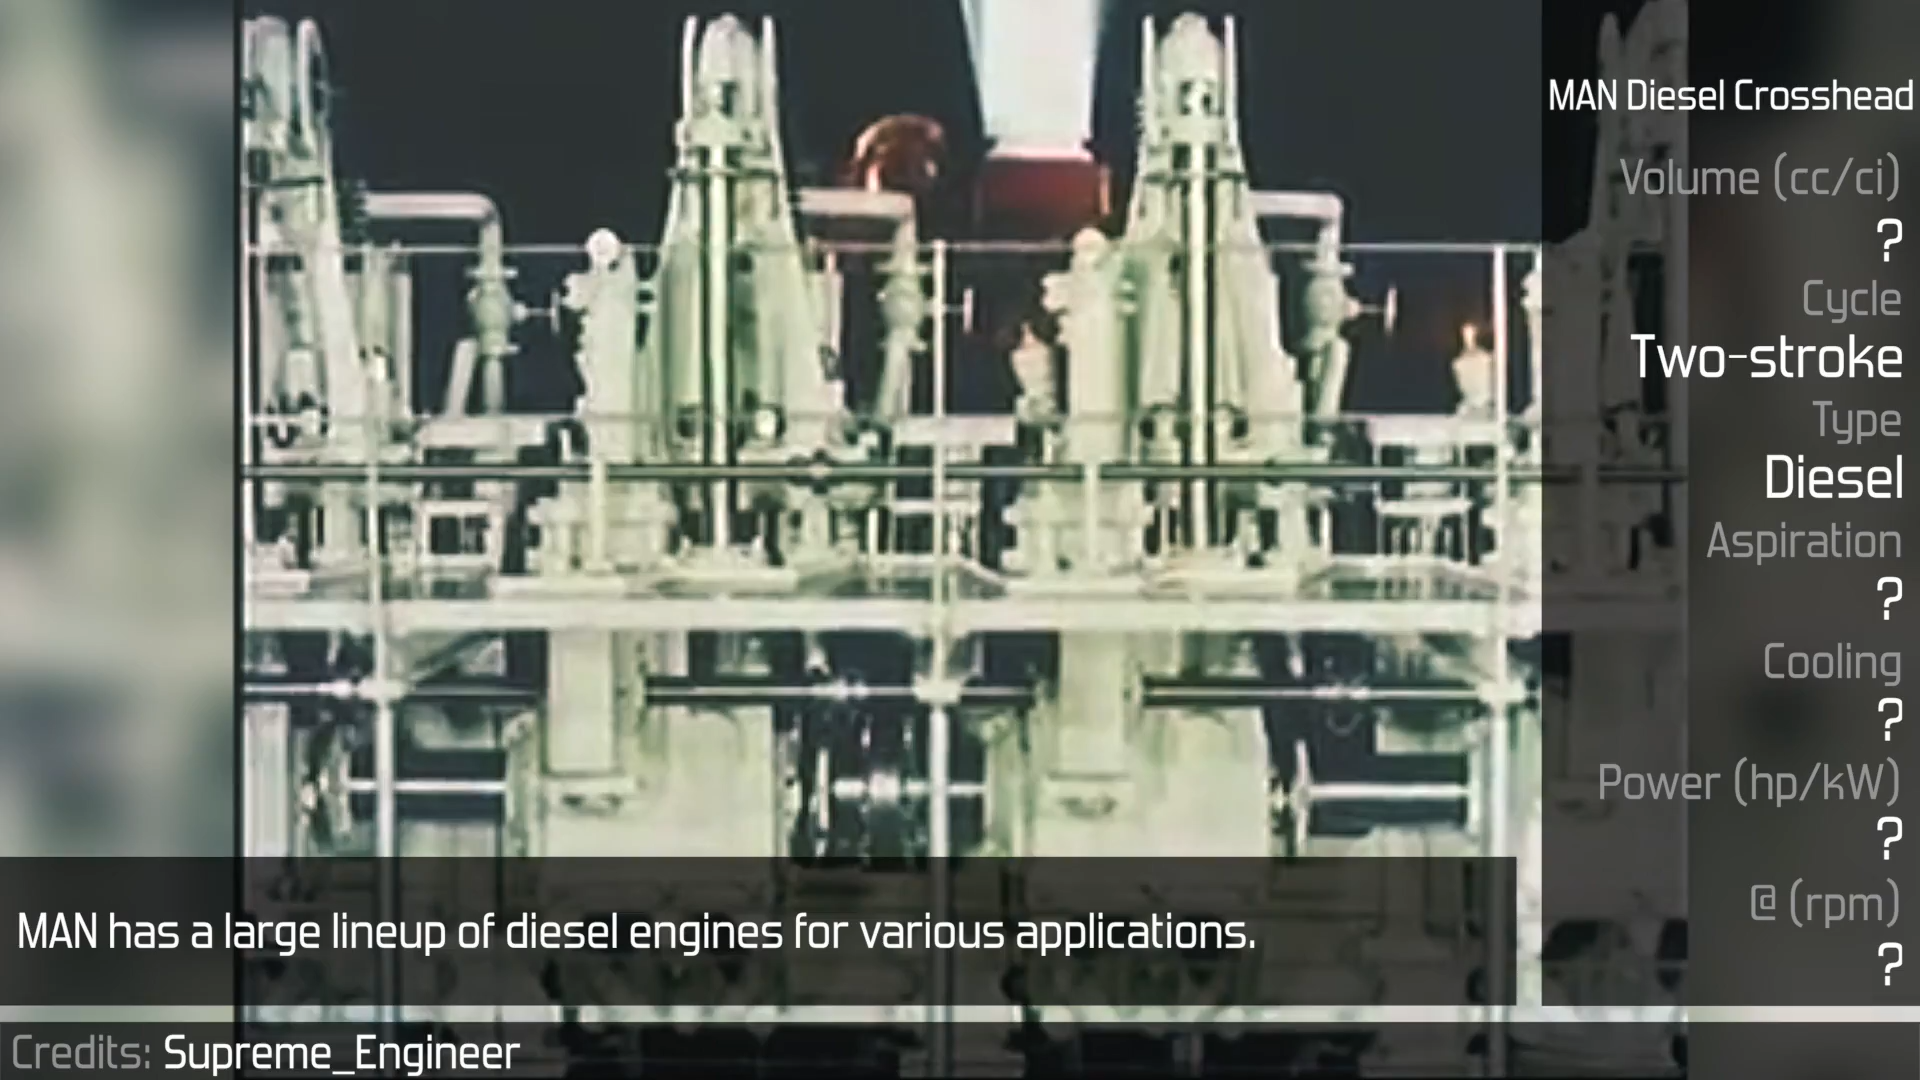 MAN Diesel Crosshead
Volume (cc/ci)
?
Cycle
Two-stroke
Type
Diesel
Aspiration
?
Cooling
?
Power (hp/kW)
?
@ (rpm)
?
MAN has a large lineup of diesel engines for various applications.
Credits: Supreme_Engineer